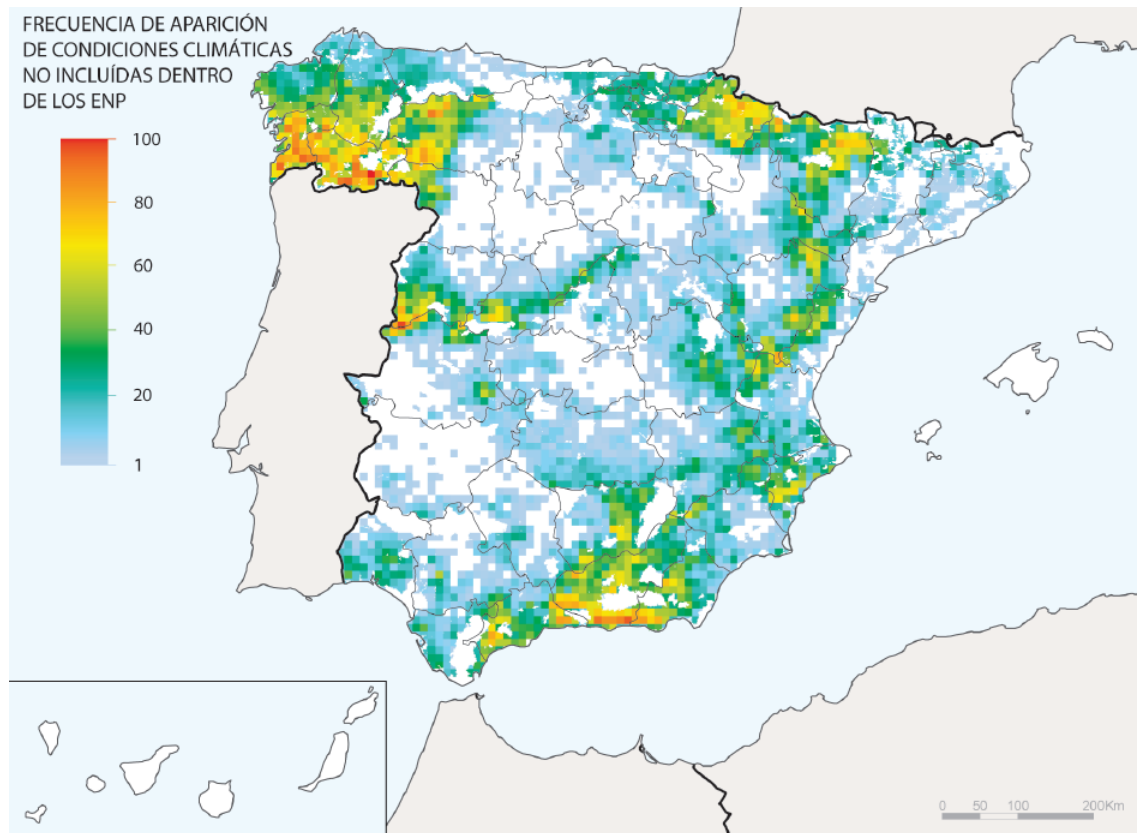 FRECUENCIA DE APARICIÓN
DE CONDICIONES CLIMÁTICAS
NO INCLUÍDAS DENTRO
DE LOS ENP
100
80
60
40
20
1
0 50 100 200Km